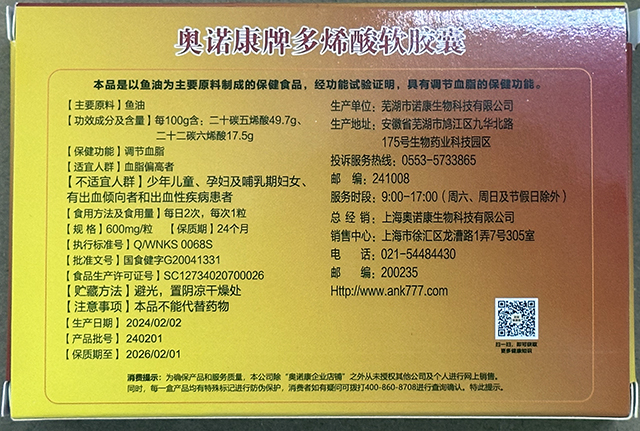 奥诺康牌多烯酸软胶囊
本品是以鱼油为主要原料制成的保健食品，经功能试验证明，具有调节血脂的保健功能。
【主要原料】鱼油
【功效成分及含量】每100g含：二十碳五烯酸49.7g、
二十二碳六烯酸17.5g
【保健功能】调节血脂
【适宜人群】血脂偏高者
【不适宜人群】少年儿童、孕妇及哺乳期妇女、
有出血倾向者和出血性疾病患者
【食用方法及食用量】每日2次，每次1粒
【规 格】600mg/粒 【保质期】24个月
【执行标准号】Q/WNKS 0068S
【批准文号】国食健字G20041331
【食品生产许可证号】SC12734020700026
【贮藏方法】避光，置阴凉干燥处
【注意事项】本品不能代替药物
【生产日期】 2024/02/02
【产品批号】 240201
【保质期至】 2026/02/01
生产单位：芜湖市诺康生物科技有限公司
生产地址：安徽省芜湖市鸠江区九华北路
175号生物药业科技园区
投诉服务热线：0553-5733865
邮 编：241008
服务时段：9:00-17:00（周六、周日及节假日除外）
总 经 销：上海奥诺康生物科技有限公司
销售中心：上海市徐汇区龙漕路1弄7号305室
电 话：021-54484430
邮 编：200235
Http://www.ank777.com
扫一扫，即可获取
更多健康知识
消费提示：为确保产品和服务质量，本公司除“奥诺康企业店铺”之外从未授权其他公司及个人进行网上销售。
同时，每一盒产品均有特殊标记进行防伪保护，消费者如有疑问可拨打400-860-8708进行查询确认。特此提示。